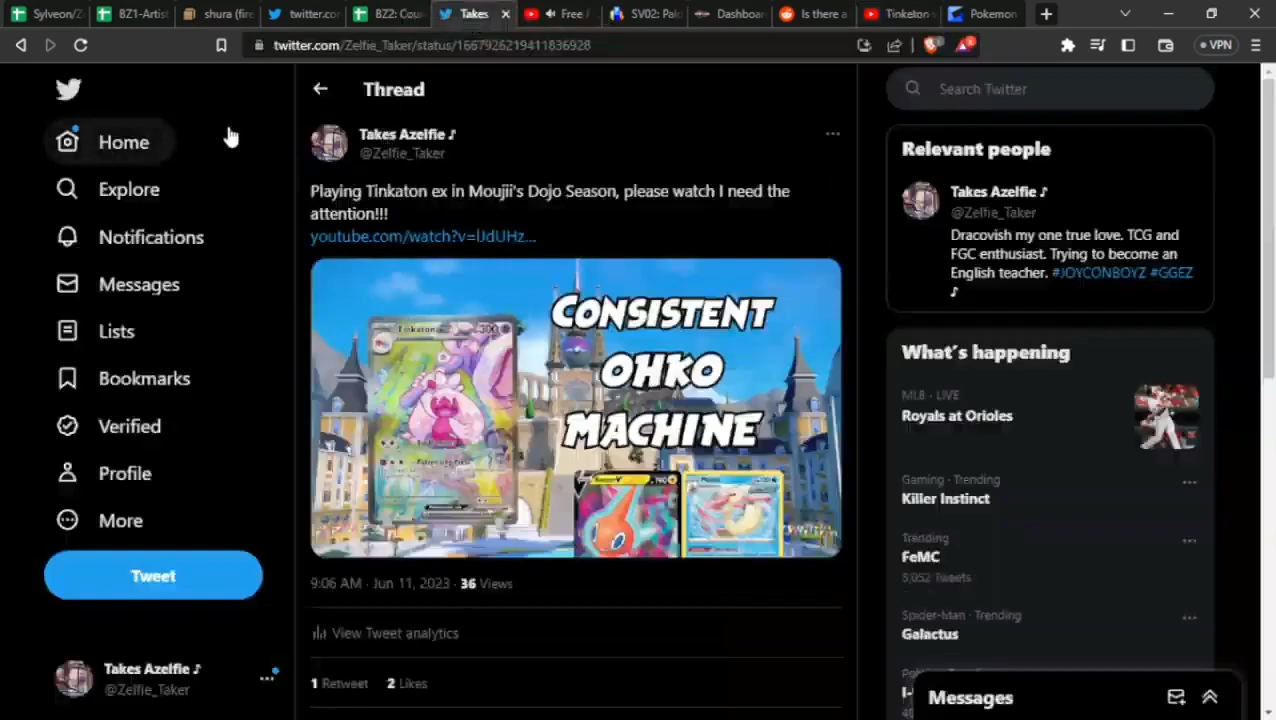 Sylveon/Z
BZ1-Artist
shura (fire
twitter.co
BZ2: Cou
Takes
Free
SV02: Pal
Dashboar
Is there a
Tinkaton
Pokemon
twitter.com/Zelfie_Taker/status/1667926219411836928
VPN
Home
Explore
Notifications
Messages
Lists
Bookmarks
Verified
Profile
More
Tweet
Takes Azelfie ♪
@Zelfie_Taker
Thread
Takes Azelfie ♪
@Zelfie_Taker
Playing Tinkaton ex in Moujii's Dojo Season, please watch I need the
attention!!!
youtube.com/watch?v=lJdUHz...
Tinkaton
300
CONSISTENT
OHKO
MACHINE
9:06 AM · Jun 11, 2023 · 36 Views
View Tweet analytics
1 Retweet 2 Likes
Search Twitter
Relevant people
Takes Azelfie ♪
@Zelfie_Taker
Dracovish my one true love. TCG and
FGC enthusiast. Trying to become an
English teacher. #JOYCONBOYZ #GGEZ
♪
What's happening
MLB · LIVE
Royals at Orioles
Gaming · Trending
Killer Instinct
Trending
FeMC
5,052 Tweets
Spider-Man · Trending
Galactus
Messages